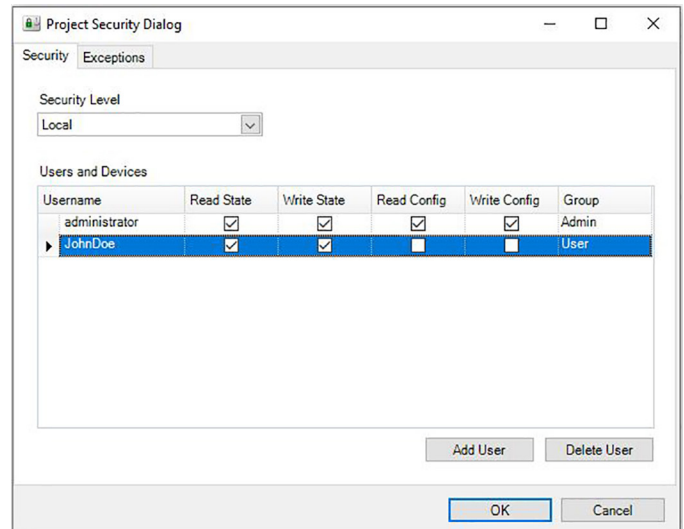 Project Security Dialog
Security Exceptions
Security Level
Local
Users and Devices
Username Read State Write State Read Config Write Config Group
administrator Admin
JohnDoe User
Add User Delete User
OK Cancel